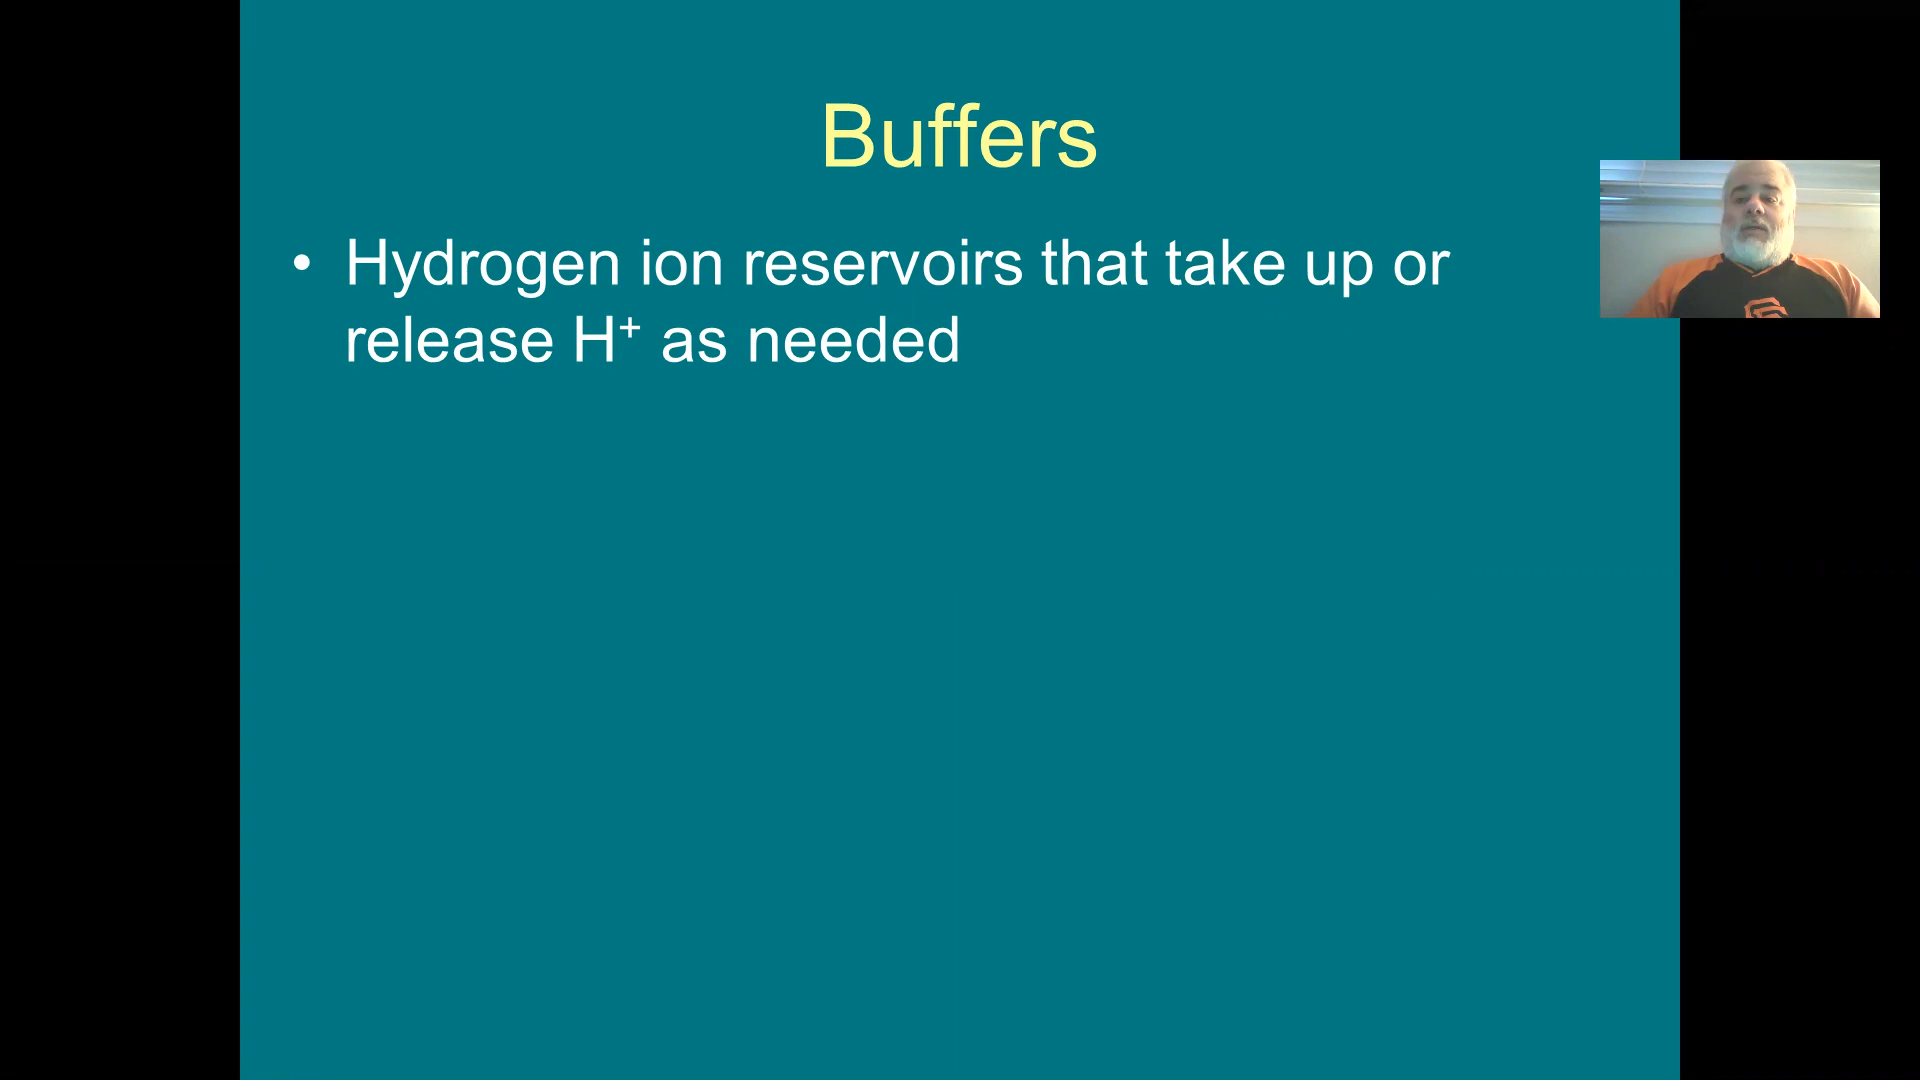 Buffers
• Hydrogen ion reservoirs that take up or
release H⁺ as needed